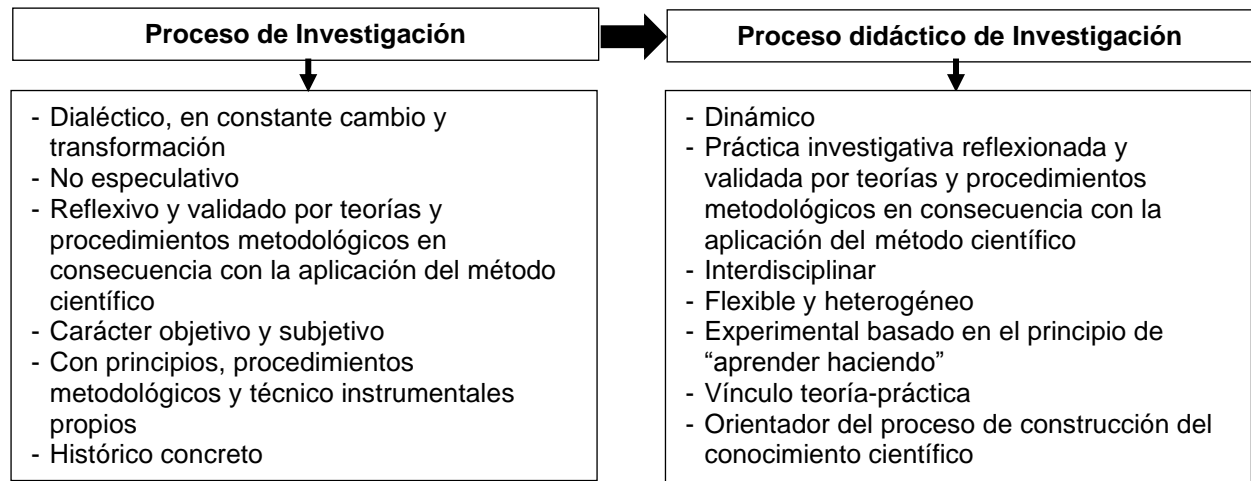 Proceso de Investigación
- Dialéctico, en constante cambio y
transformación
- No especulativo
- Reflexivo y validado por teorías y
procedimientos metodológicos en
consecuencia con la aplicación del método
científico
- Carácter objetivo y subjetivo
- Con principios, procedimientos
metodológicos y técnico instrumentales
propios
- Histórico concreto
Proceso didáctico de Investigación
- Dinámico
- Práctica investigativa reflexionada y
validada por teorías y procedimientos
metodológicos en consecuencia con la
aplicación del método científico
- Interdisciplinar
- Flexible y heterogéneo
- Experimental basado en el principio de
“aprender haciendo”
- Vínculo teoría-práctica
- Orientador del proceso de construcción del
conocimiento científico